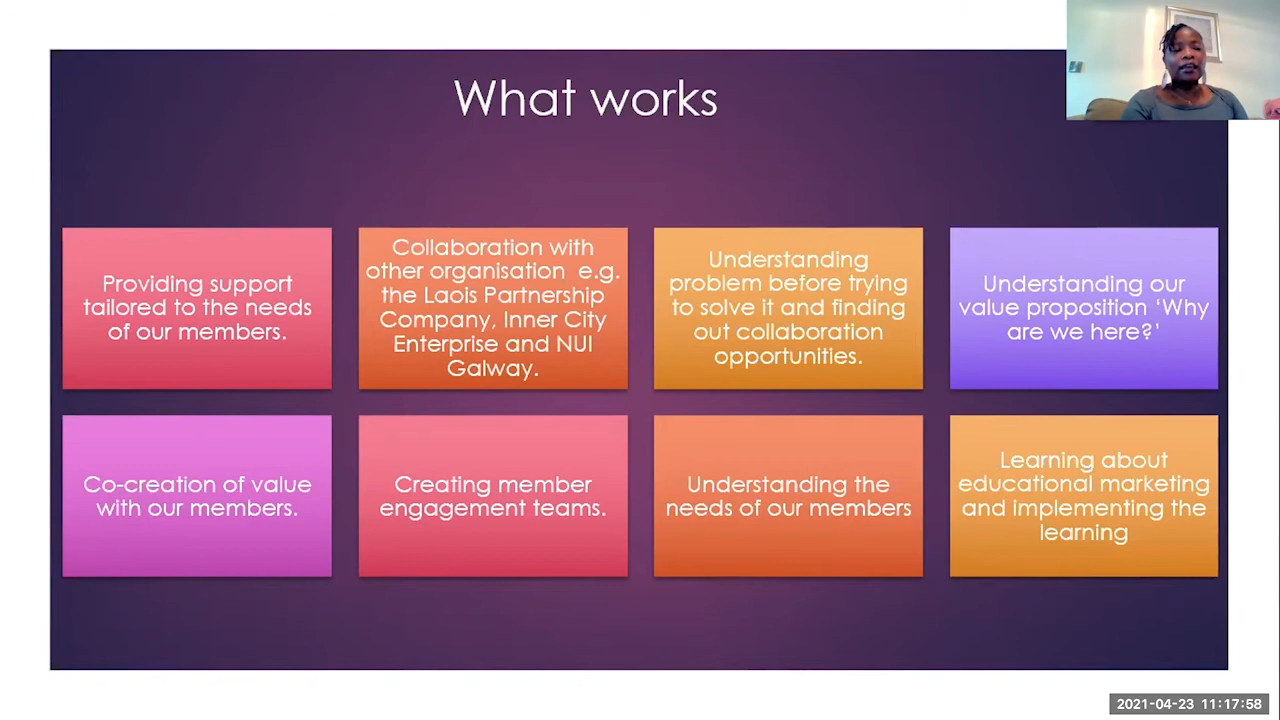 What works
Providing support
tailored to the needs
of our members.
Collaboration with
other organisation  e.g.
the Laois Partnership
Company, Inner City
Enterprise and NUI
Galway.
Understanding
problem before trying
to solve it and finding
out collaboration
opportunities.
Understanding our
value proposition ‘Why
are we here?’
Co-creation of value
with our members.
Creating member
engagement teams.
Understanding the
needs of our members
Learning about
educational marketing
and implementing the
learning
2021-04-23 11:17:58